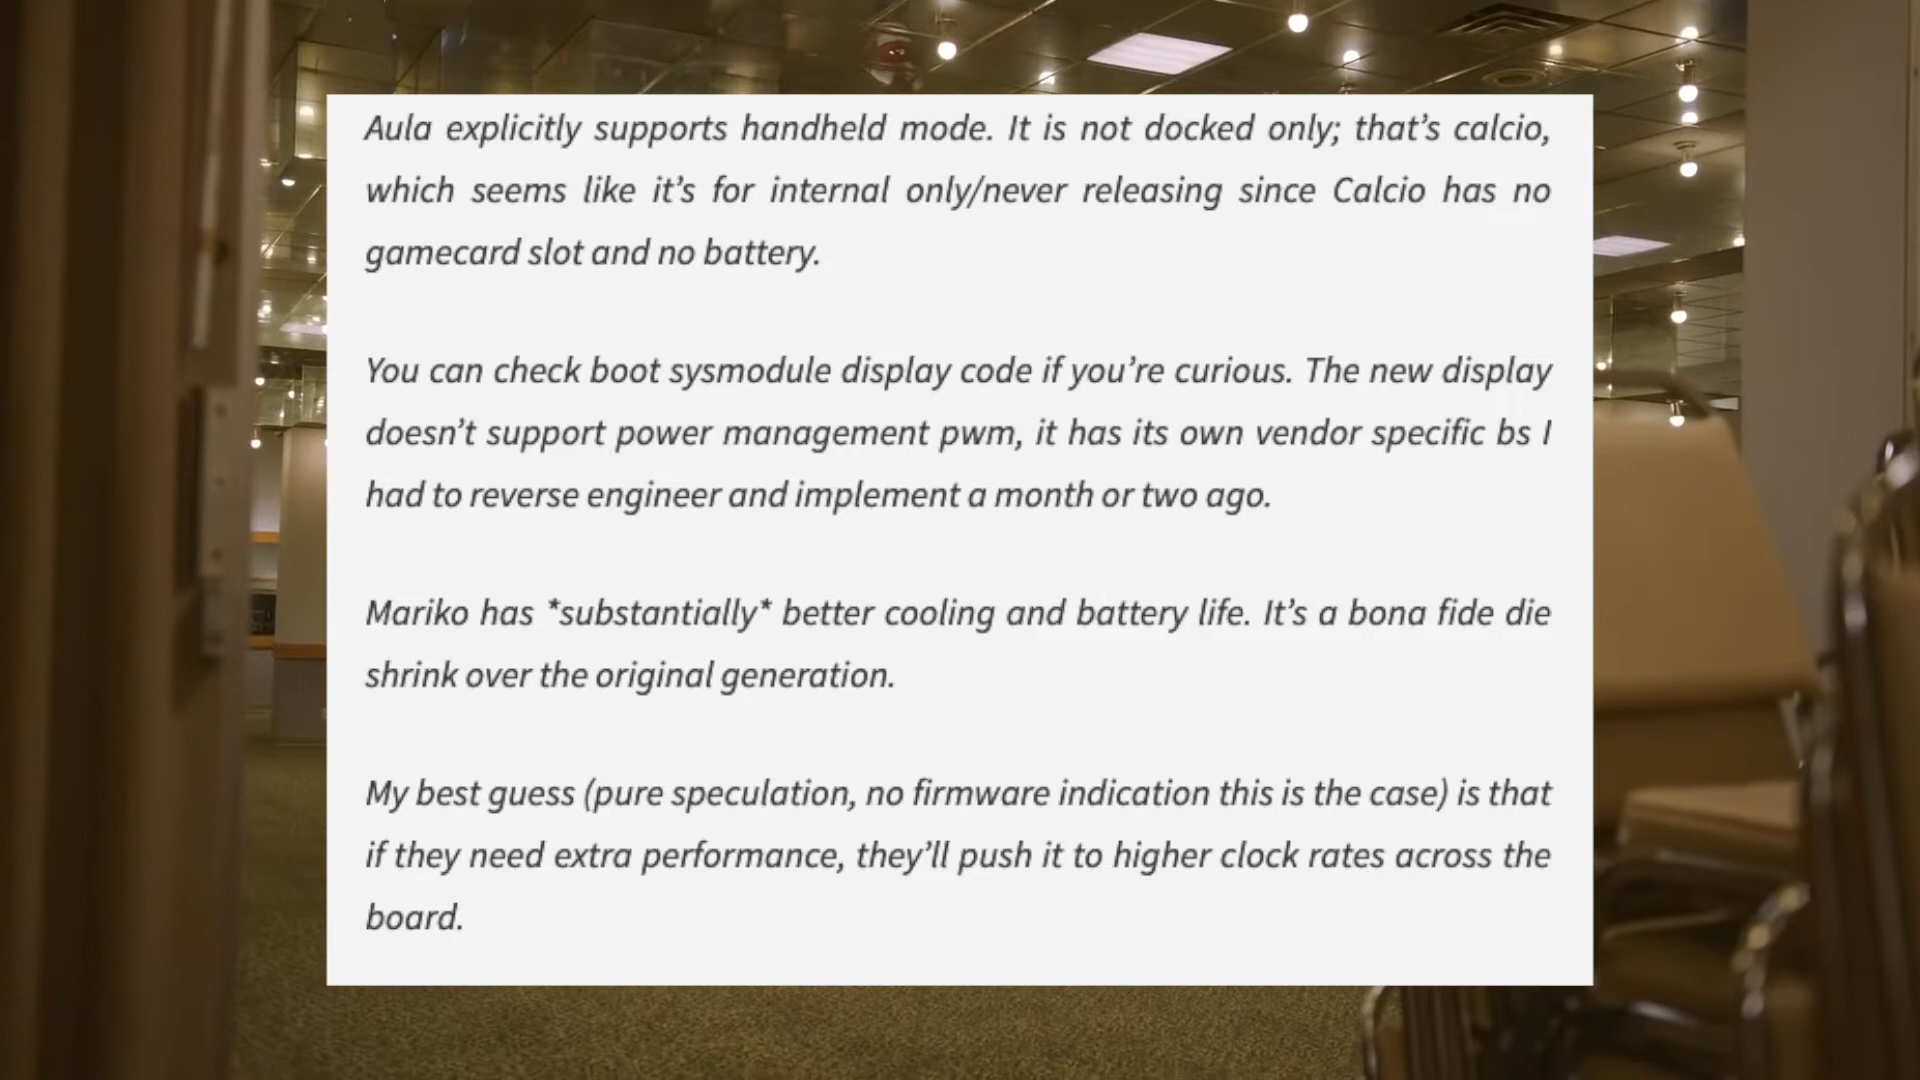 Aula explicitly supports handheld mode. It is not docked only; that’s calcio,
which seems like it’s for internal only/never releasing since Calcio has no
gamecard slot and no battery.
You can check boot sysmodule display code if you’re curious. The new display
doesn’t support power management pwm, it has its own vendor specific bs I
had to reverse engineer and implement a month or two ago.
Mariko has *substantially* better cooling and battery life. It’s a bona fide die
shrink over the original generation.
My best guess (pure speculation, no firmware indication this is the case) is that
if they need extra performance, they’ll push it to higher clock rates across the
board.